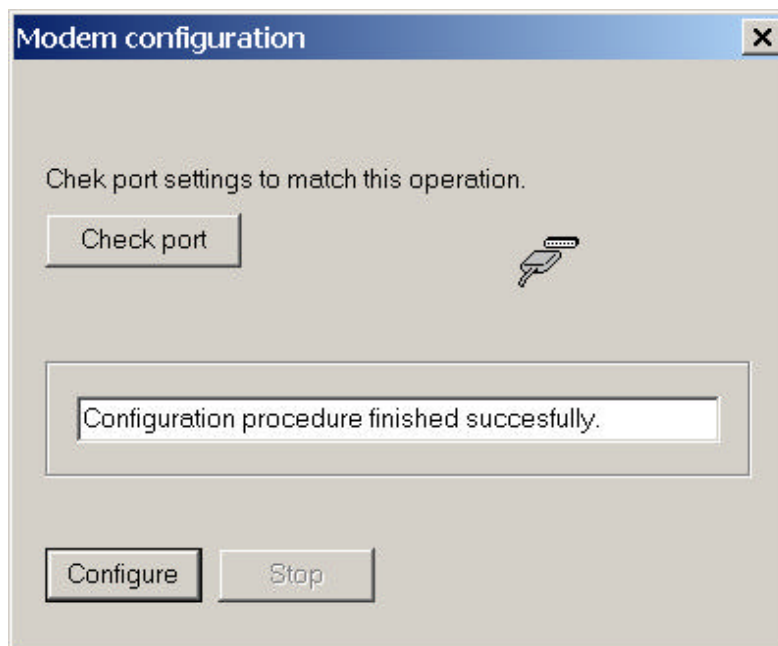 Modem configuration
Chek port settings to match this operation.
Check port
Configuration procedure finished succesfully.
Configure
Stop